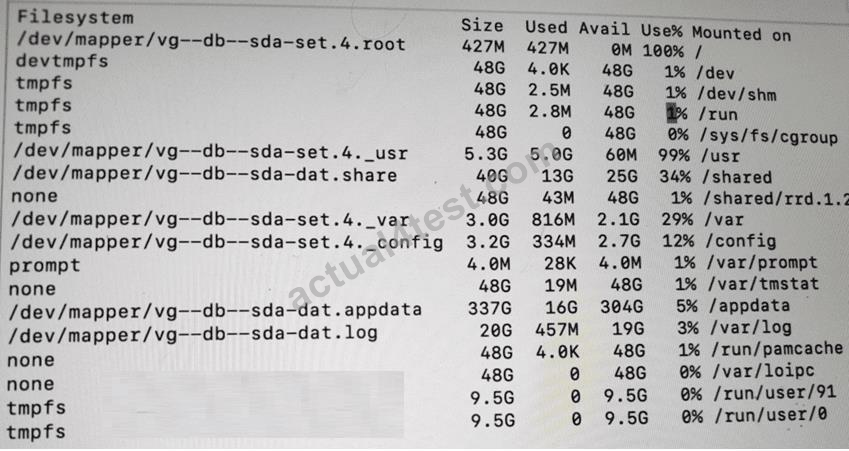 Filesystem Size Used Avail Use% Mounted on
/dev/mapper/vg--db--sda-set.4.root 427M 427M 0M 100% /
devtmpfs 48G 4.0K 48G 1% /dev
tmpfs 48G 2.5M 48G 1% /dev/shm
tmpfs 48G 2.8M 48G 1% /run
tmpfs 48G 0 48G 0% /sys/fs/cgroup
/dev/mapper/vg--db--sda-set.4._usr 5.3G 5.0G 60M 99% /usr
/dev/mapper/vg--db--sda-dat.share 40G 13G 25G 34% /shared
none 48G 43M 48G 1% /shared/rrd.1.2
/dev/mapper/vg--db--sda-set.4._var 3.0G 816M 2.1G 29% /var
/dev/mapper/vg--db--sda-set.4._config 3.2G 334M 2.7G 12% /config
prompt 4.0M 28K 4.0M 1% /var/prompt
none 48G 19M 48G 1% /var/tmstat
/dev/mapper/vg--db--sda-dat.appdata 337G 16G 304G 5% /appdata
/dev/mapper/vg--db--sda-dat.log 20G 457M 19G 3% /var/log
none 48G 4.0K 48G 1% /run/pamcache
none 48G 0 48G 0% /var/loipc
tmpfs 9.5G 0 9.5G 0% /run/user/91
tmpfs 9.5G 0 9.5G 0% /run/user/0
actual4test.com